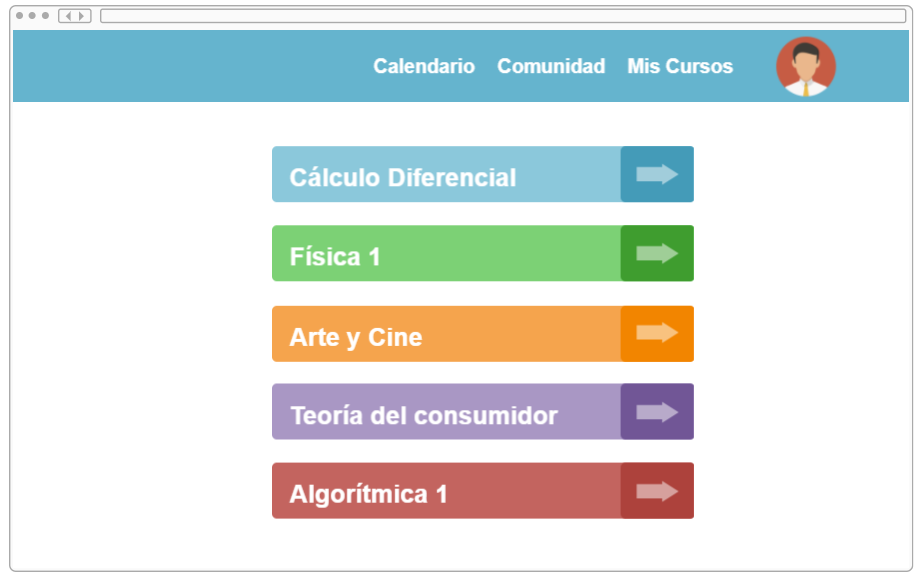 Calendario Comunidad Mis Cursos
Cálculo Diferencial
Física 1
Arte y Cine
Teoría del consumidor
Algorítmica 1